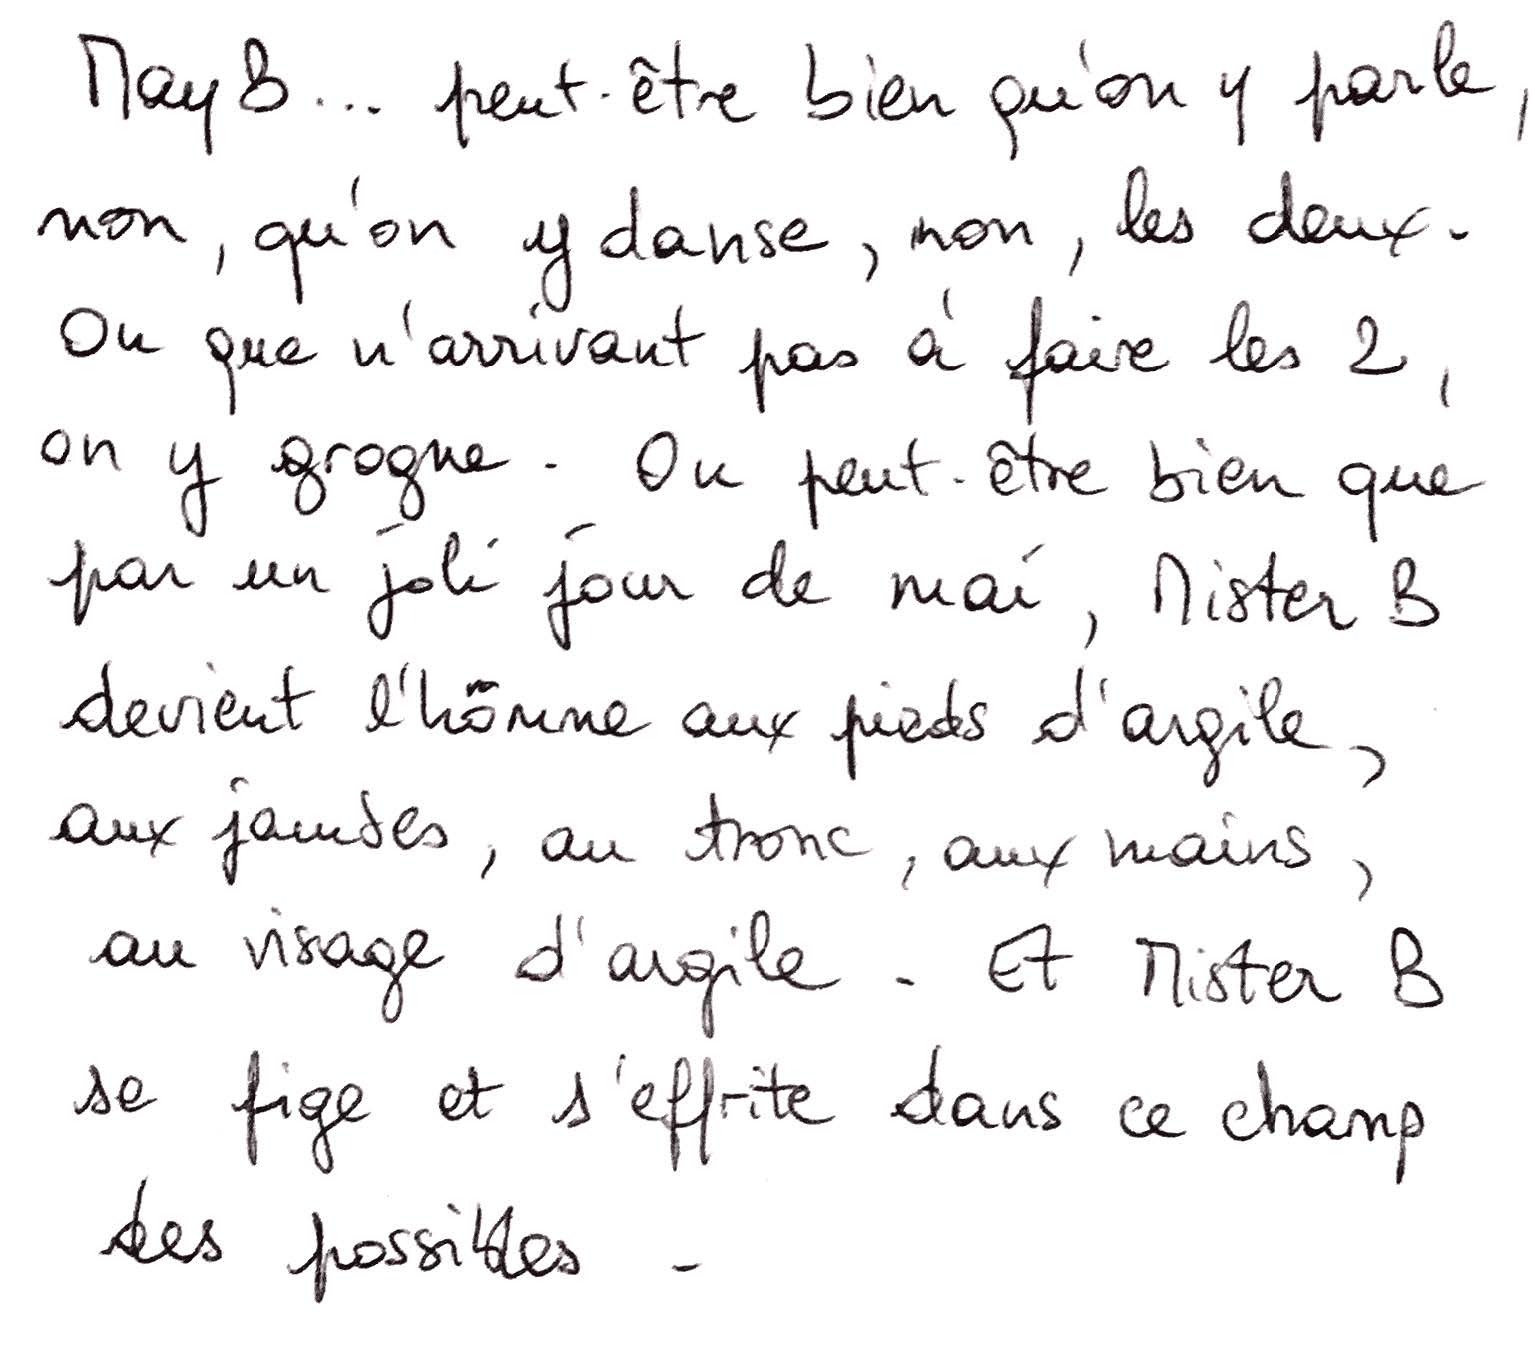 May B... peut-être bien qu'on y parle,
non, qu'on y danse, non, les deux.
Ou que n'arrivant pas à faire les 2,
on y grogne. Ou peut-être bien que
par un joli jour de mai, Mister B
devient l'hômme aux pieds d'argile,
aux jambes, au tronc, aux mains,
au visage d'argile. Et Mister B
se fige et s'effrite dans ce champ
des possibles.